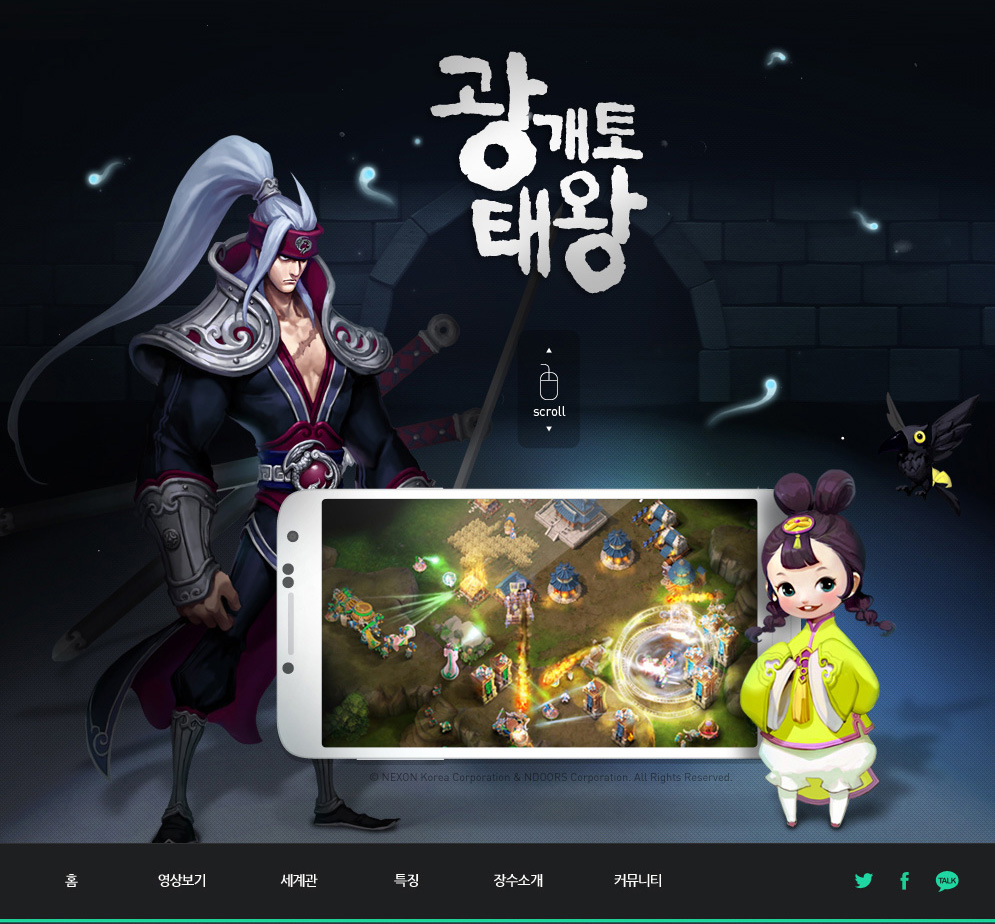 광개토
태왕
scroll
© NEXON Korea Corporation & NDOORS Corporation. All Rights Reserved.
홈 영상보기 세계관 특징 장수소개 커뮤니티
TALK